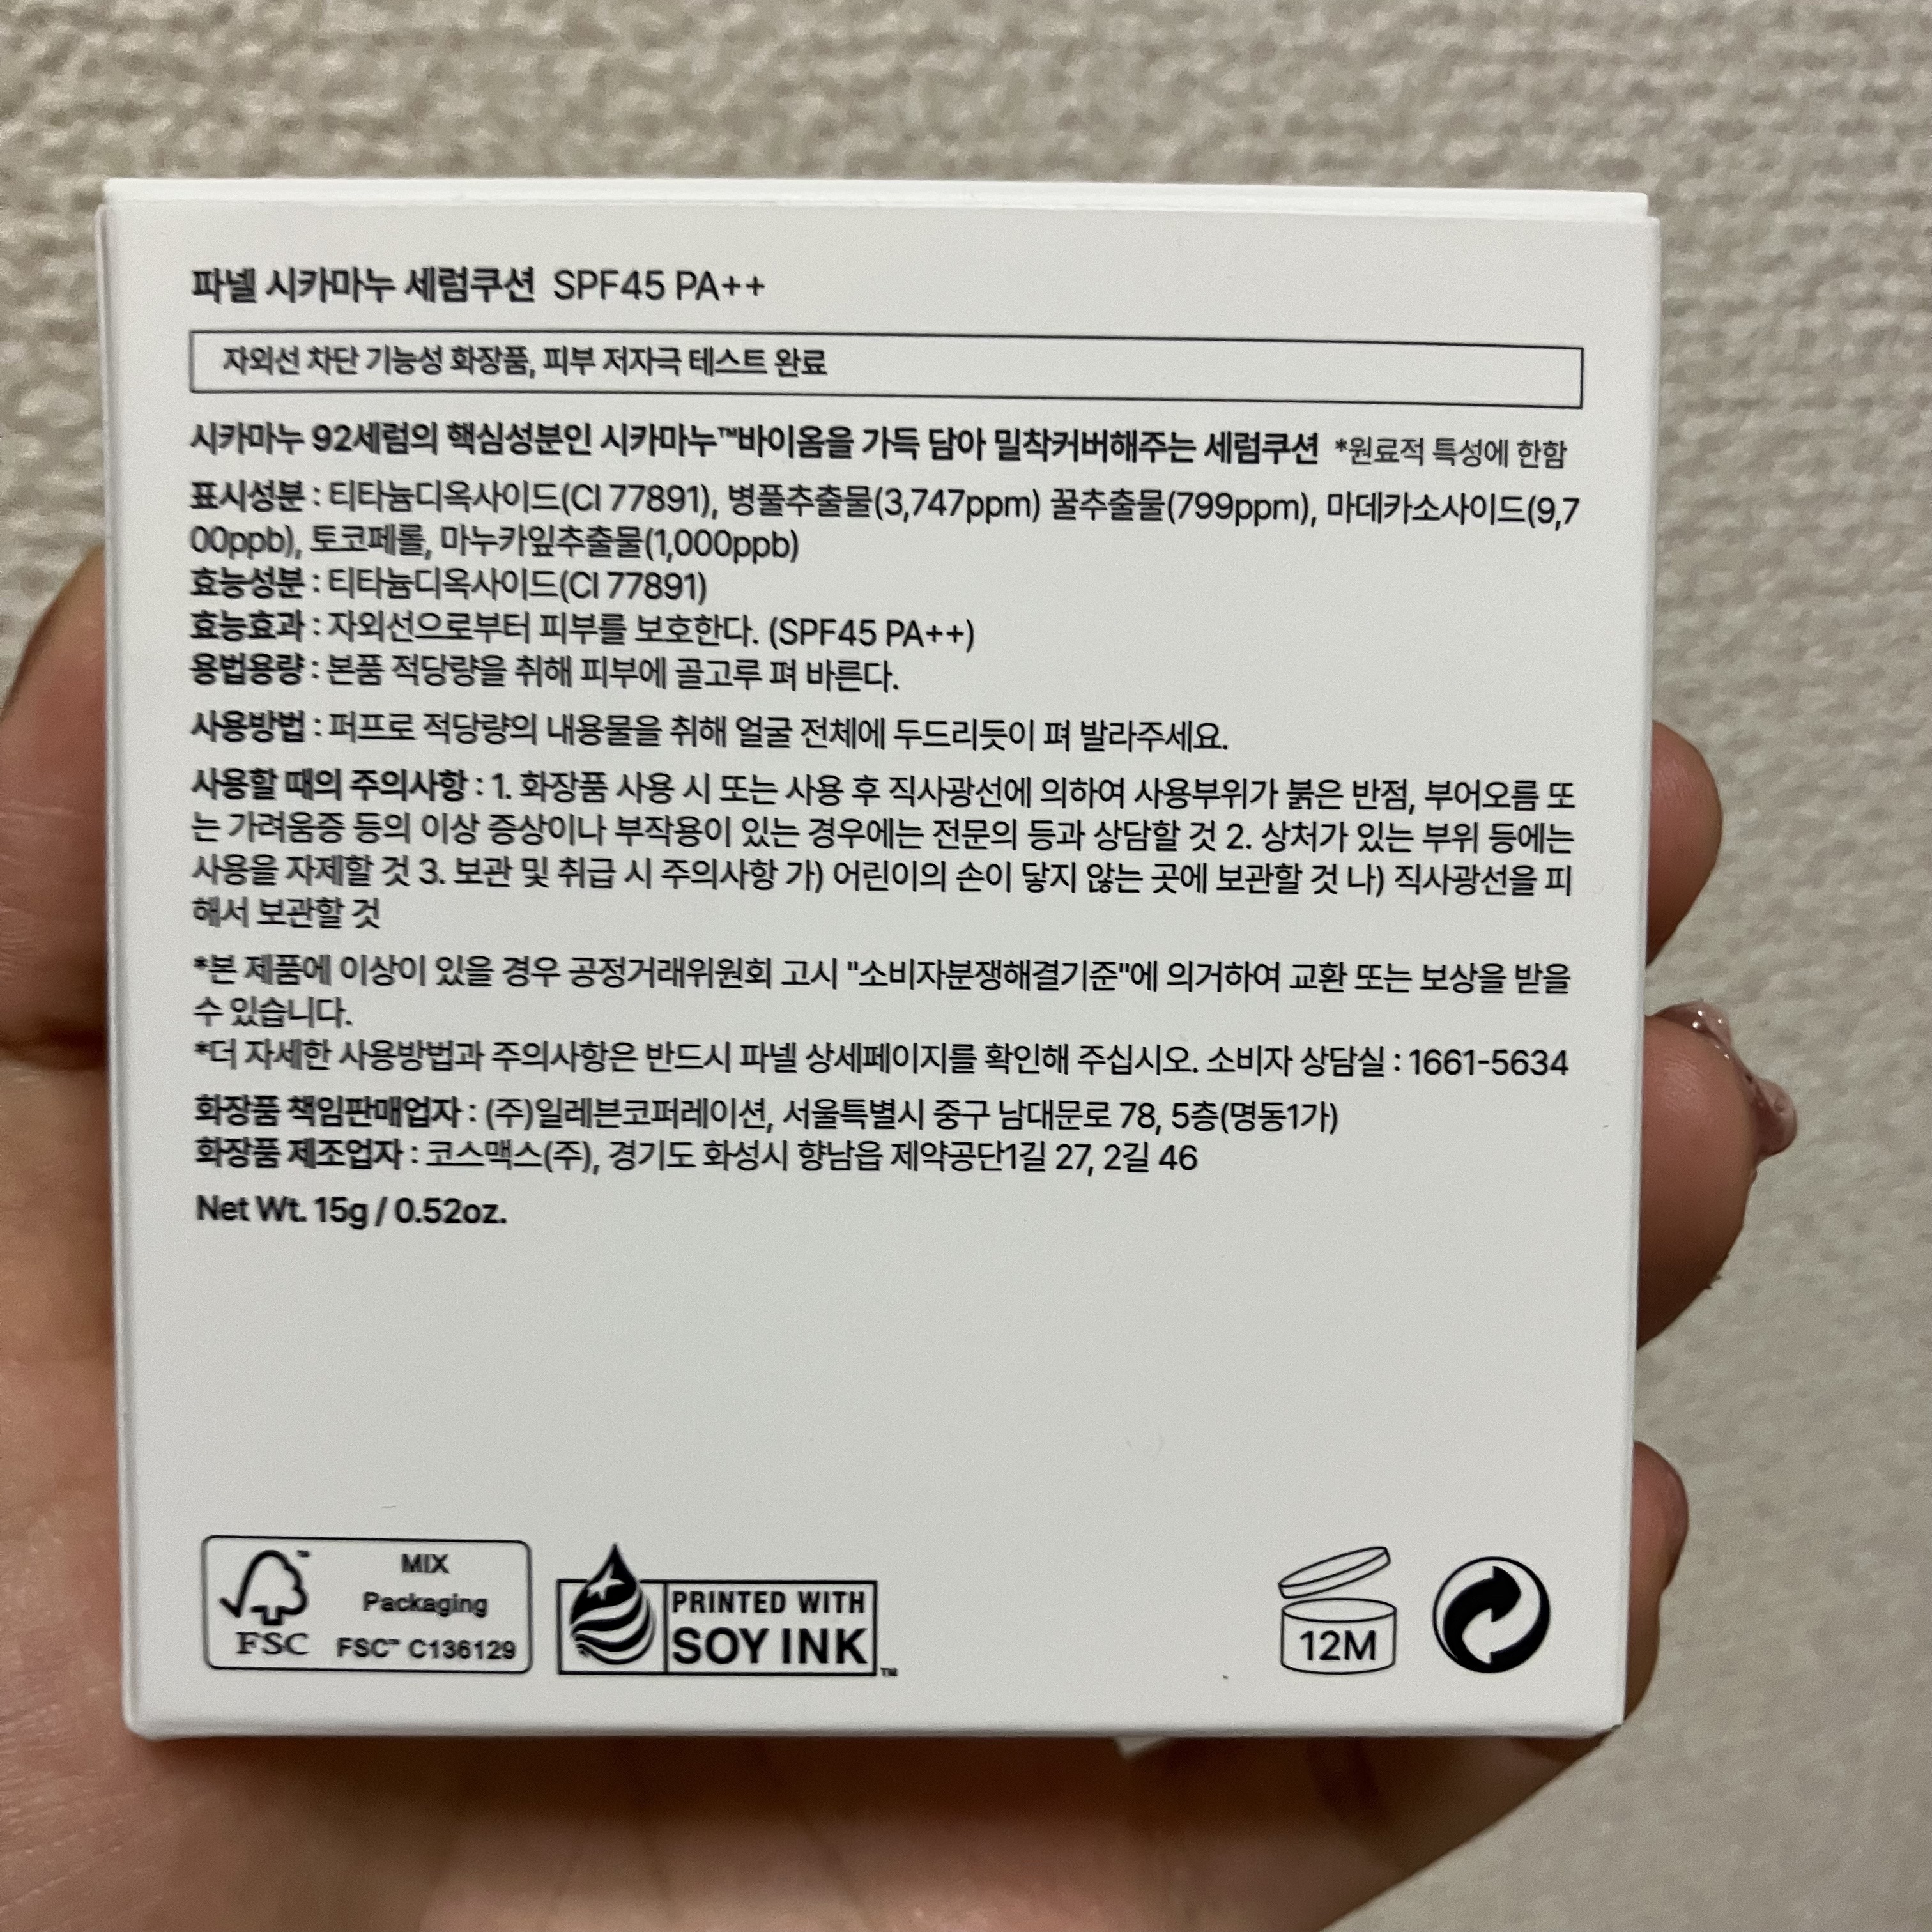 파넬 시카마누 세럼쿠션 SPF45 PA++
자외선 차단 기능성 화장품, 피부 저자극 테스트 완료
시카마누 92세럼의 핵심성분인 시카마누™바이옴을 가득 담아 밀착커버해주는 세럼쿠션 *원료적 특성에 한함
표시성분 : 티타늄디옥사이드(CI 77891), 병풀추출물(3,747ppm) 꿀추출물(799ppm), 마데카소사이드(9,7
00ppb), 토코페롤, 마누카잎추출물(1,000ppb)
효능성분 : 티타늄디옥사이드(CI 77891)
효능효과 : 자외선으로부터 피부를 보호한다. (SPF45 PA++)
용법용량 : 본품 적당량을 취해 피부에 골고루 펴 바른다.
사용방법 : 퍼프로 적당량의 내용물을 취해 얼굴 전체에 두드리듯이 펴 발라주세요.
사용할 때의 주의사항 : 1. 화장품 사용 시 또는 사용 후 직사광선에 의하여 사용부위가 붉은 반점, 부어오름 또
는 가려움증 등의 이상 증상이나 부작용이 있는 경우에는 전문의 등과 상담할 것 2. 상처가 있는 부위 등에는
사용을 자제할 것 3. 보관 및 취급 시 주의사항 가) 어린이의 손이 닿지 않는 곳에 보관할 것 나) 직사광선을 피
해서 보관할 것
*본 제품에 이상이 있을 경우 공정거래위원회 고시 "소비자분쟁해결기준"에 의거하여 교환 또는 보상을 받을
수 있습니다.
*더 자세한 사용방법과 주의사항은 반드시 파넬 상세페이지를 확인해 주십시오. 소비자 상담실 : 1661-5634
화장품 책임판매업자 : (주)일레븐코퍼레이션, 서울특별시 중구 남대문로 78, 5층(명동1가)
화장품 제조업자 : 코스맥스(주), 경기도 화성시 향남읍 제약공단1길 27, 2길 46
Net Wt. 15g / 0.52oz.
FSC
MIX
Packaging
FSC™ C136129
PRINTED WITH
SOY INK™
12M